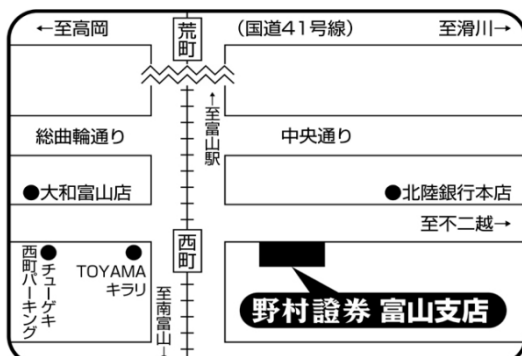 ←至高岡
荒町
（国道41号線）
至滑川→
←至富山駅
総曲輪通り
中央通り
●大和富山店
●北陸銀行本店
至不二越→
西町
チューゲキ
西町パーキング
TOYAMA
キラリ
至南富山→
野村證券 富山支店